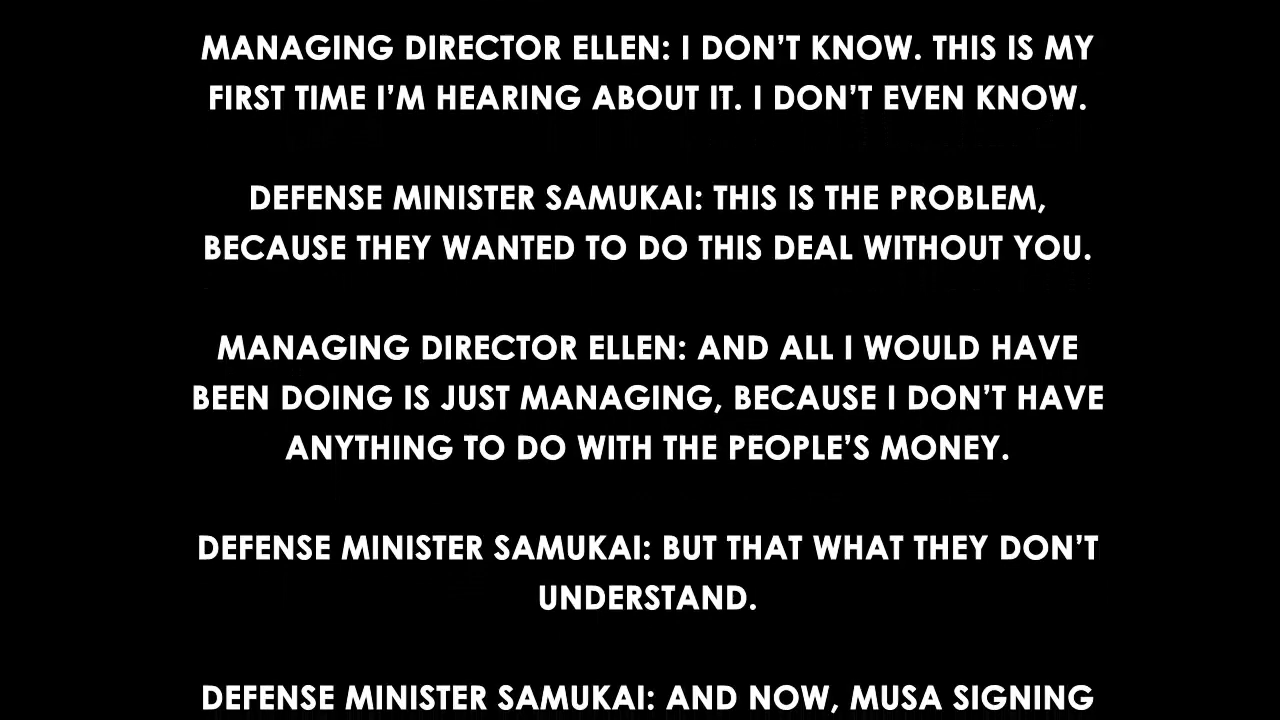 MANAGING DIRECTOR ELLEN: I DON’T KNOW. THIS IS MY
FIRST TIME I’M HEARING ABOUT IT. I DON’T EVEN KNOW.
DEFENSE MINISTER SAMUKAI: THIS IS THE PROBLEM,
BECAUSE THEY WANTED TO DO THIS DEAL WITHOUT YOU.
MANAGING DIRECTOR ELLEN: AND ALL I WOULD HAVE
BEEN DOING IS JUST MANAGING, BECAUSE I DON’T HAVE
ANYTHING TO DO WITH THE PEOPLE’S MONEY.
DEFENSE MINISTER SAMUKAI: BUT THAT WHAT THEY DON’T
UNDERSTAND.
DEFENSE MINISTER SAMUKAI: AND NOW, MUSA SIGNING